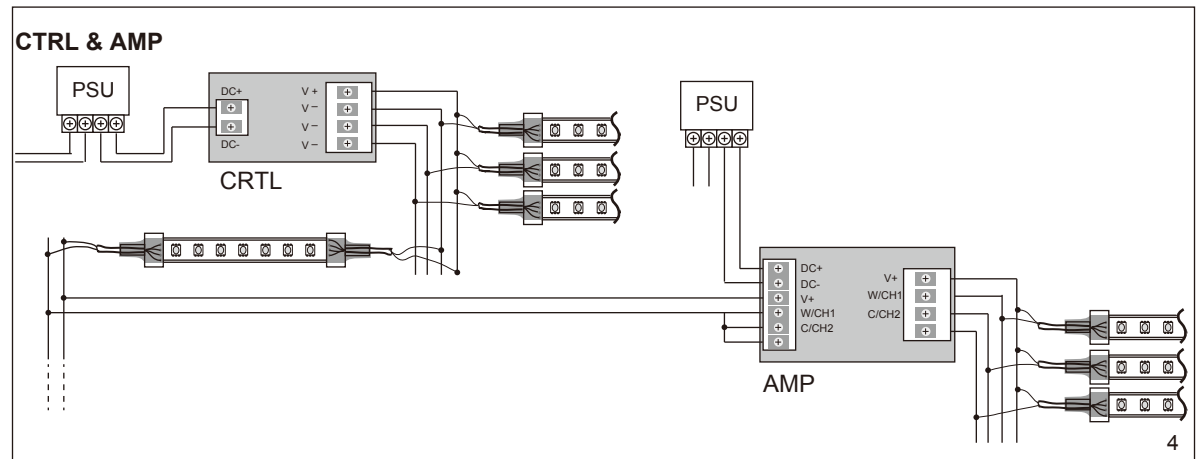 CTRL & AMP
PSU
DC+
DC-
V +
V –
V –
V –
CRTL
PSU
DC+
DC-
V+
W/CH1
C/CH2
V+
W/CH1
C/CH2
AMP
4